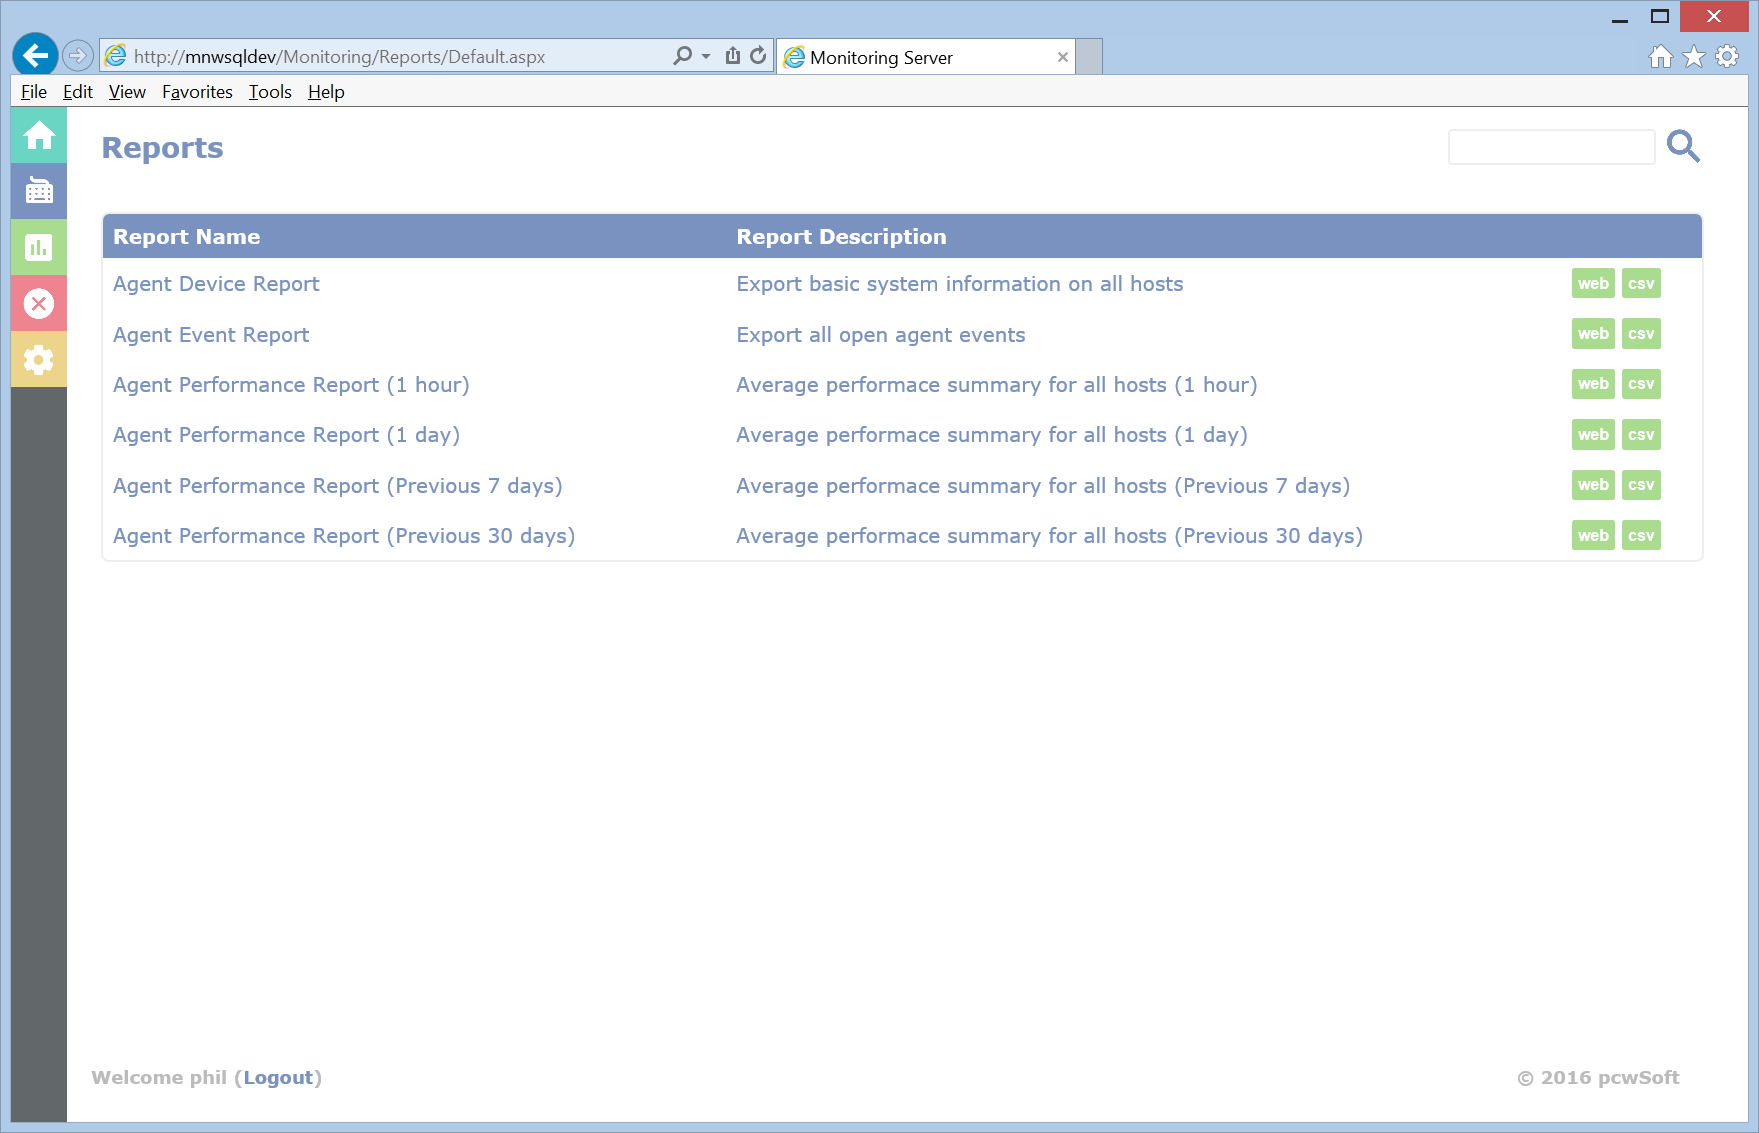 http://mnwsqldev/Monitoring/Reports/Default.aspx Monitoring Server
File Edit View Favorites Tools Help
Reports
Report Name Report Description
Agent Device Report Export basic system information on all hosts web csv
Agent Event Report Export all open agent events web csv
Agent Performance Report (1 hour) Average performace summary for all hosts (1 hour) web csv
Agent Performance Report (1 day) Average performace summary for all hosts (1 day) web csv
Agent Performance Report (Previous 7 days) Average performace summary for all hosts (Previous 7 days) web csv
Agent Performance Report (Previous 30 days) Average performace summary for all hosts (Previous 30 days) web csv
Welcome phil (Logout) © 2016 pcwSoft